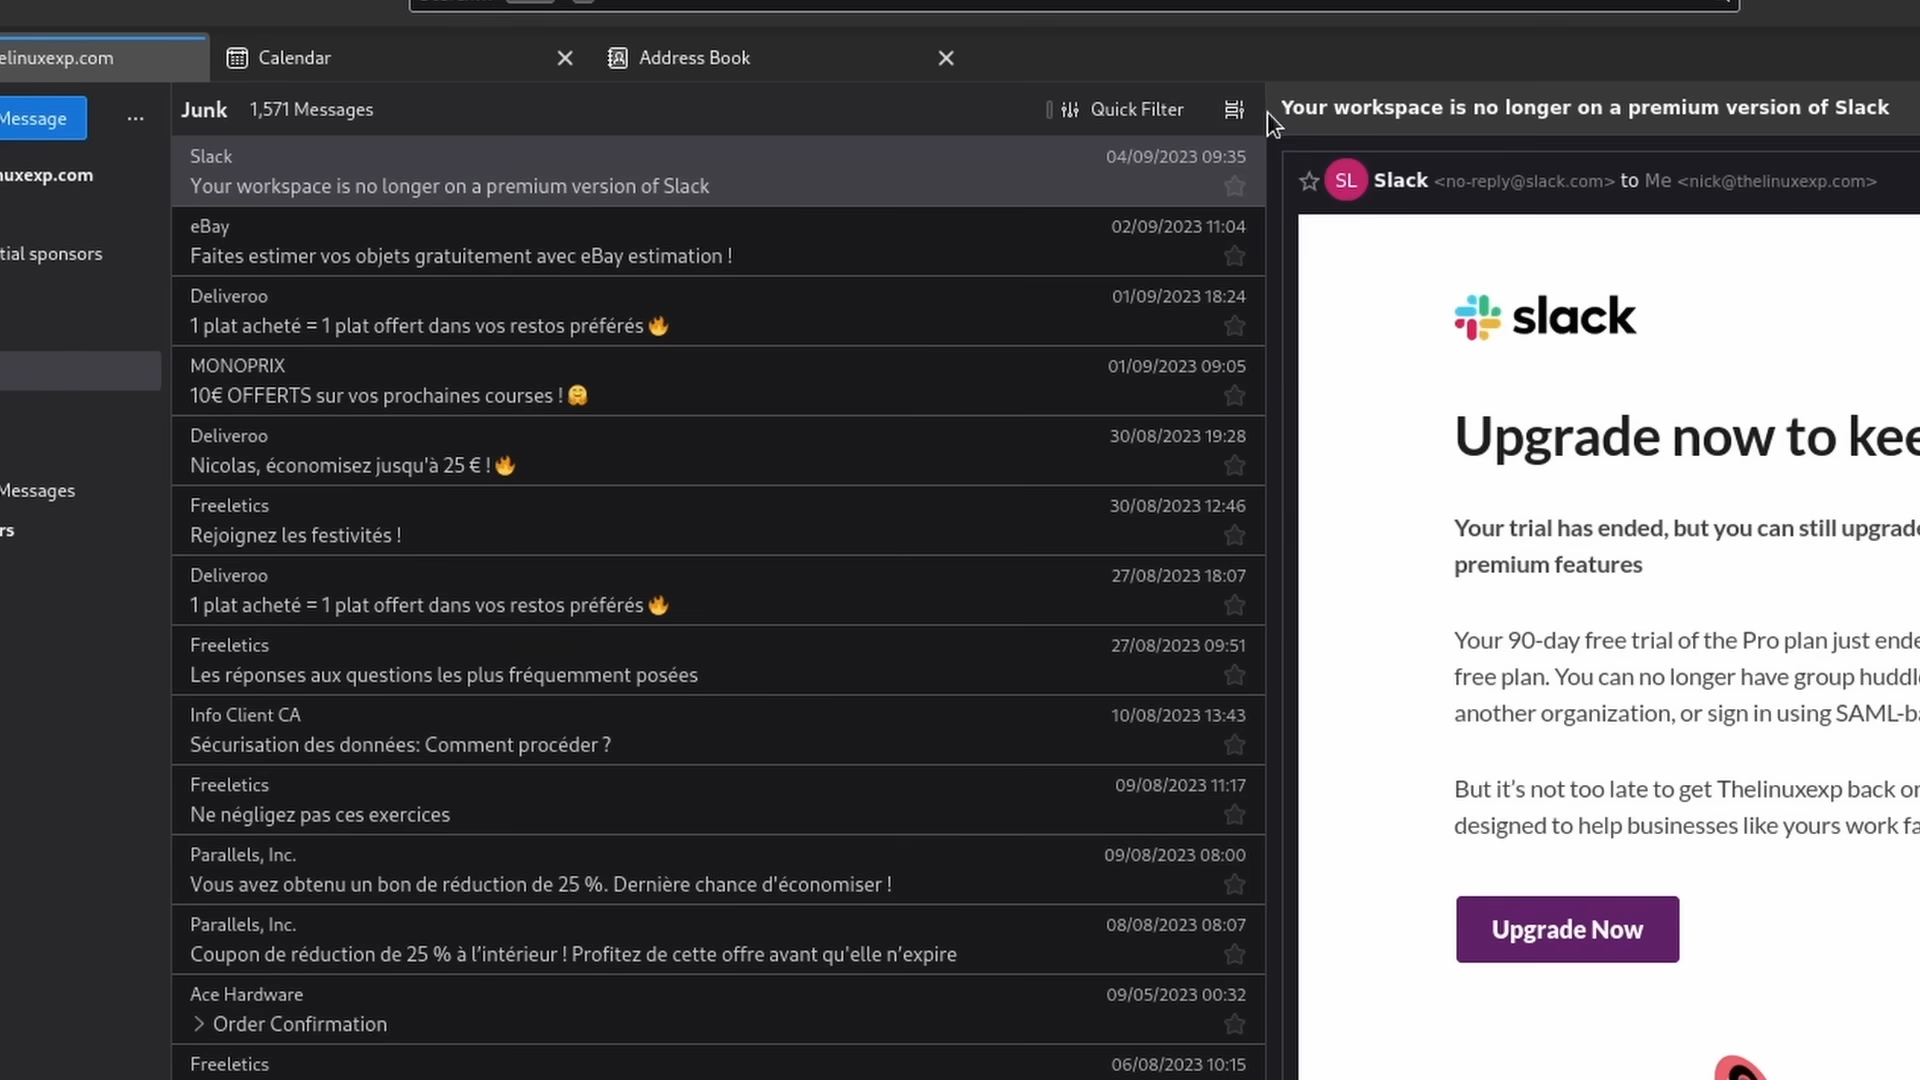 elinuxexp.com
Calendar
Address Book
Message
Junk 1,571 Messages
Quick Filter
Your workspace is no longer on a premium version of Slack
nuxexp.com
tial sponsors
Messages
rs
Slack 04/09/2023 09:35
Your workspace is no longer on a premium version of Slack
eBay 02/09/2023 11:04
Faites estimer vos objets gratuitement avec eBay estimation !
Deliveroo 01/09/2023 18:24
1 plat acheté = 1 plat offert dans vos restos préférés 🔥
MONOPRIX 01/09/2023 09:05
10€ OFFERTS sur vos prochaines courses ! 🤗
Deliveroo 30/08/2023 19:28
Nicolas, économisez jusqu'à 25 € ! 🔥
Freeletics 30/08/2023 12:46
Rejoignez les festivités !
Deliveroo 27/08/2023 18:07
1 plat acheté = 1 plat offert dans vos restos préférés 🔥
Freeletics 27/08/2023 09:51
Les réponses aux questions les plus fréquemment posées
Info Client CA 10/08/2023 13:43
Sécurisation des données: Comment procéder ?
Freeletics 09/08/2023 11:17
Ne négligez pas ces exercices
Parallels, Inc. 09/08/2023 08:00
Vous avez obtenu un bon de réduction de 25 %. Dernière chance d'économiser !
Parallels, Inc. 08/08/2023 08:07
Coupon de réduction de 25 % à l’intérieur ! Profitez de cette offre avant qu'elle n’expire
Ace Hardware 09/05/2023 00:32
Order Confirmation
Freeletics 06/08/2023 10:15
SL Slack <no-reply@slack.com> to Me <nick@thelinuxexp.com>
slack
Upgrade now to kee
Your trial has ended, but you can still upgrade
premium features
Your 90-day free trial of the Pro plan just ende
free plan. You can no longer have group huddl
another organization, or sign in using SAML-ba
But it’s not too late to get Thelinuxexp back on
designed to help businesses like yours work fa
Upgrade Now